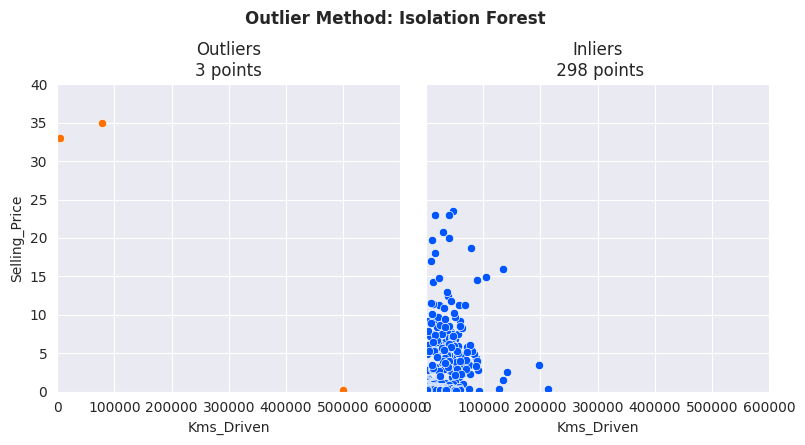 Outlier Method: Isolation Forest
Outliers
3 points
Inliers
298 points
Selling_Price
40
35
30
25
20
15
10
5
0
0 100000 200000 300000 400000 500000 600000
0 100000 200000 300000 400000 500000 600000
Kms_Driven
Kms_Driven